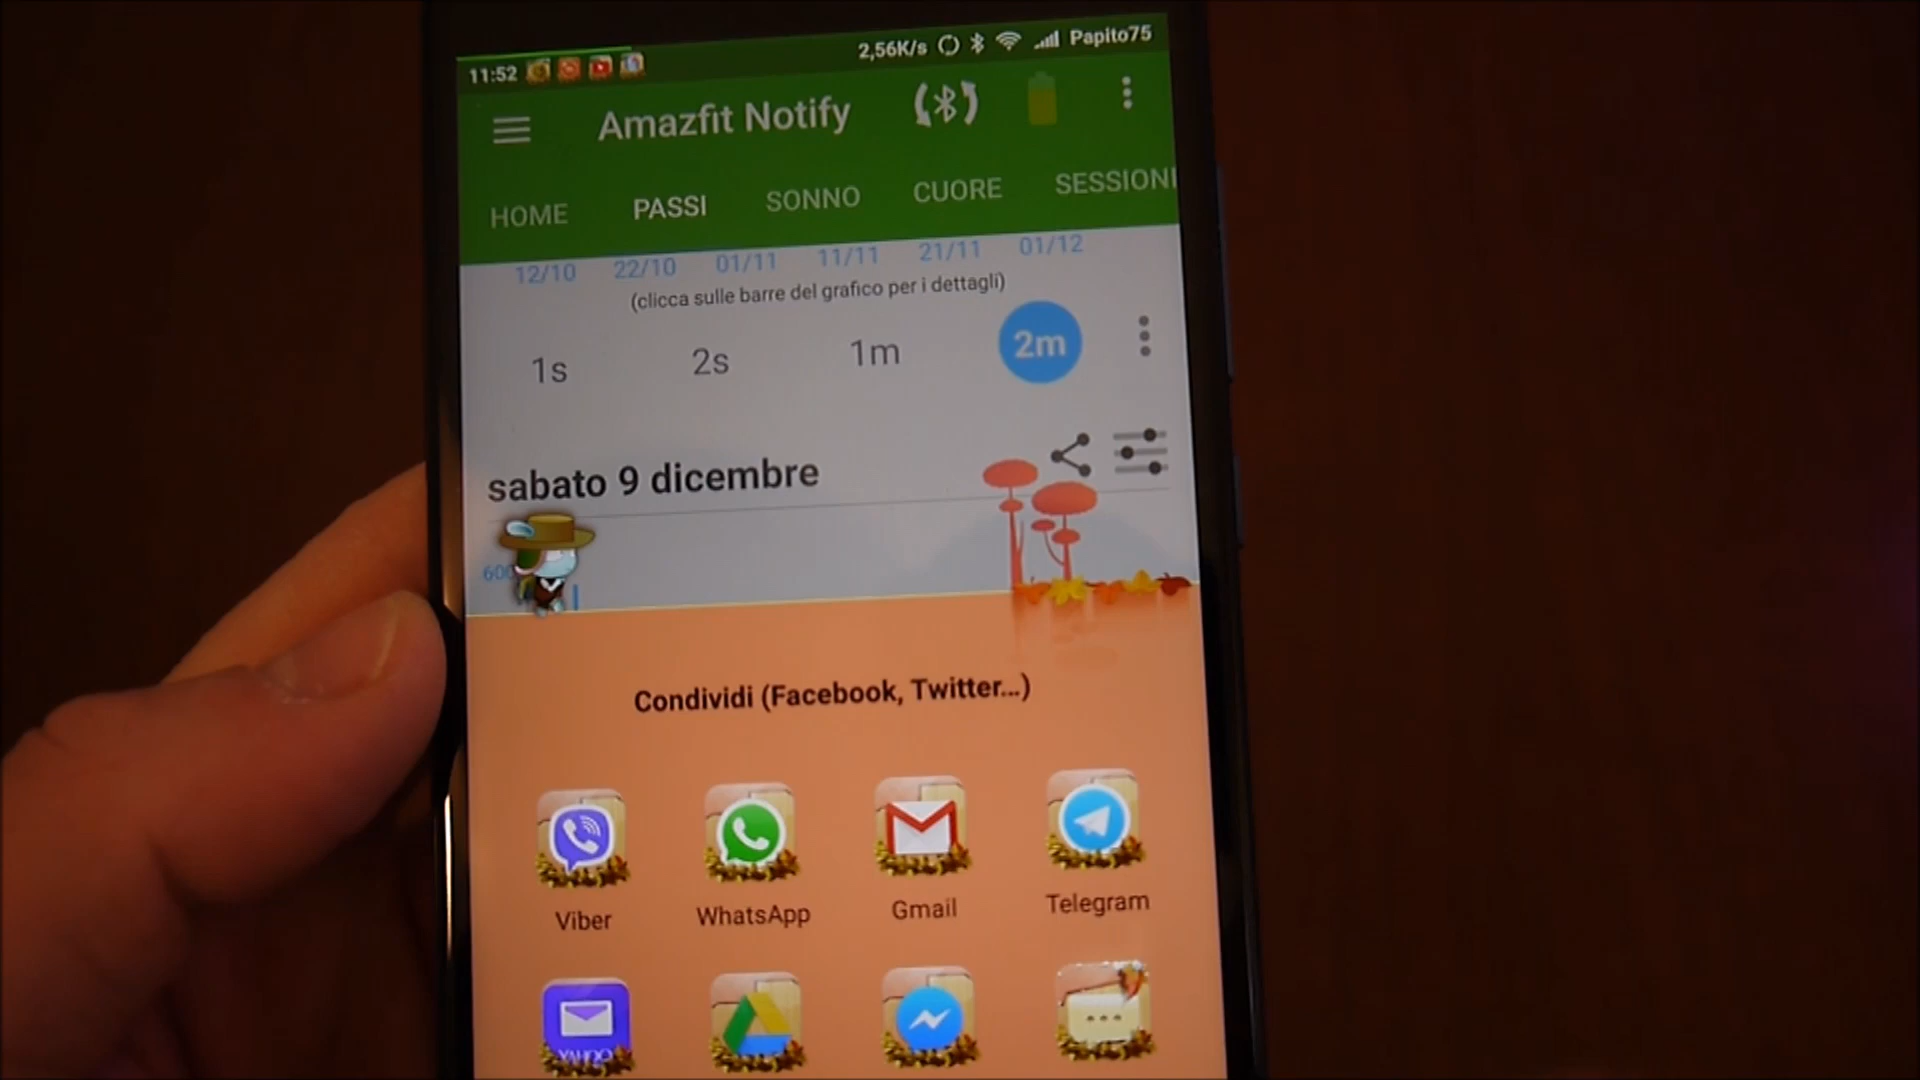 11:52 2,56K/s Papito75
Amazfit Notify
HOME PASSI SONNO CUORE SESSIONI
12/10 22/10 01/11 11/11 21/11 01/12
(clicca sulle barre del grafico per i dettagli)
1s 2s 1m 2m
sabato 9 dicembre
600
Condividi (Facebook, Twitter...)
Viber WhatsApp Gmail Telegram
YAHOO